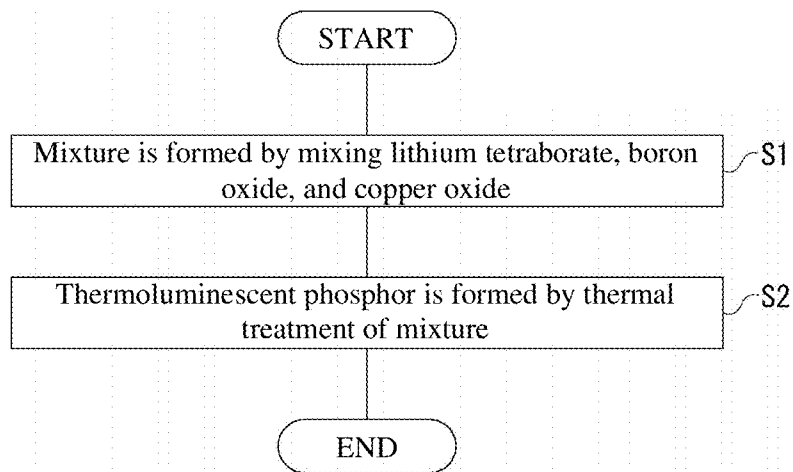 START
Mixture is formed by mixing lithium tetraborate, boron
oxide, and copper oxide
S1
Thermoluminescent phosphor is formed by thermal
treatment of mixture
S2
END